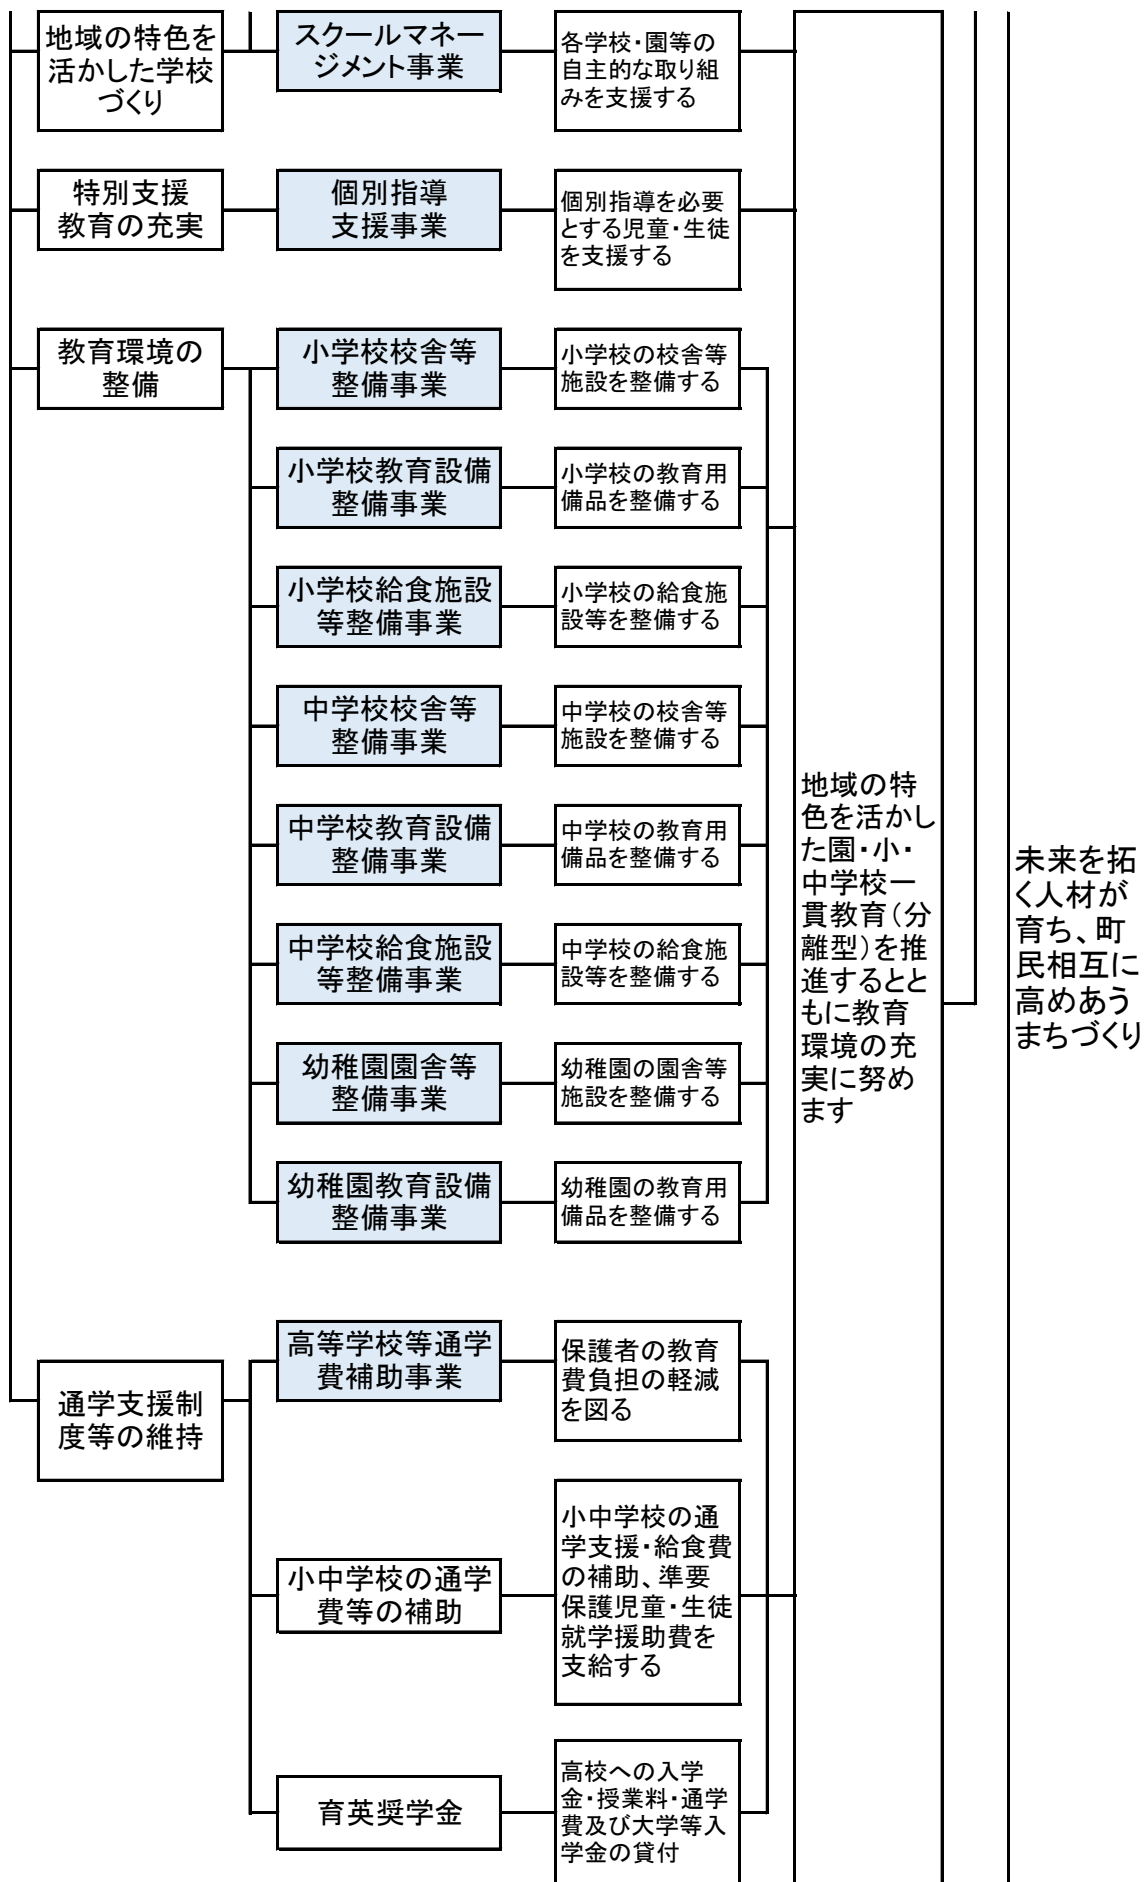 地域の特色を
活かした学校
づくり
スクールマネー
ジメント事業
各学校・園等の
自主的な取り組
みを支援する
特別支援
教育の充実
個別指導
支援事業
個別指導を必要
とする児童・生徒
を支援する
教育環境の
整備
小学校校舎等
整備事業
小学校の校舎等
施設を整備する
小学校教育設備
整備事業
小学校の教育用
備品を整備する
小学校給食施設
等整備事業
小学校の給食施
設等を整備する
中学校校舎等
整備事業
中学校の校舎等
施設を整備する
中学校教育設備
整備事業
中学校の教育用
備品を整備する
中学校給食施設
等整備事業
中学校の給食施
設等を整備する
幼稚園園舎等
整備事業
幼稚園の園舎等
施設を整備する
幼稚園教育設備
整備事業
幼稚園の教育用
備品を整備する
通学支援制
度等の維持
高等学校等通学
費補助事業
保護者の教育
費負担の軽減
を図る
小中学校の通学
費等の補助
小中学校の通
学支援・給食費
の補助、準要
保護児童・生徒
就学援助費を
支給する
育英奨学金
高校への入学
金・授業料・通学
費及び大学等入
学金の貸付
地域の特
色を活かし
た園・小・
中学校一
貫教育（分
離型）を推
進するとと
もに教育
環境の充
実に努め
ます
未来を拓
く人材が
育ち、町
民相互に
高めあう
まちづくり